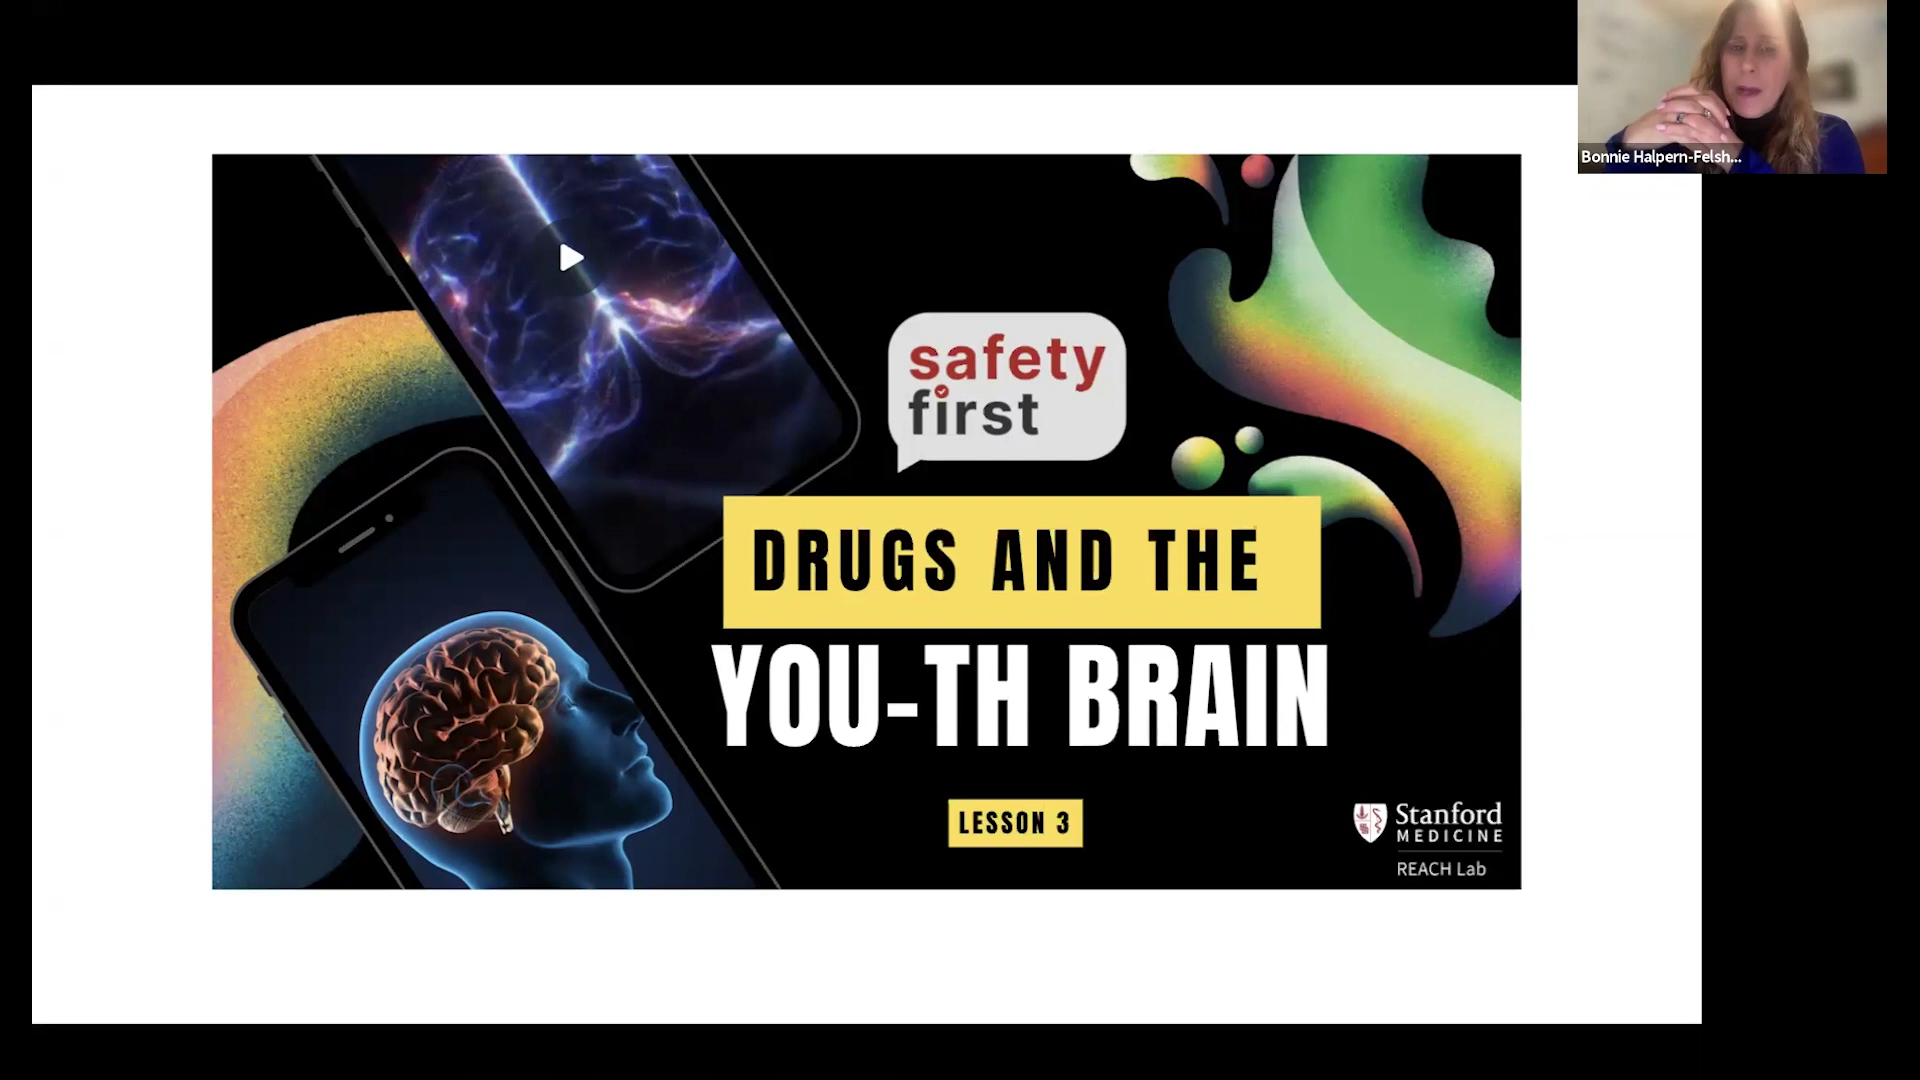 Bonnie Halpern-Felsh...
safety
first
DRUGS AND THE
YOU-TH BRAIN
LESSON 3
Stanford
MEDICINE
REACH Lab